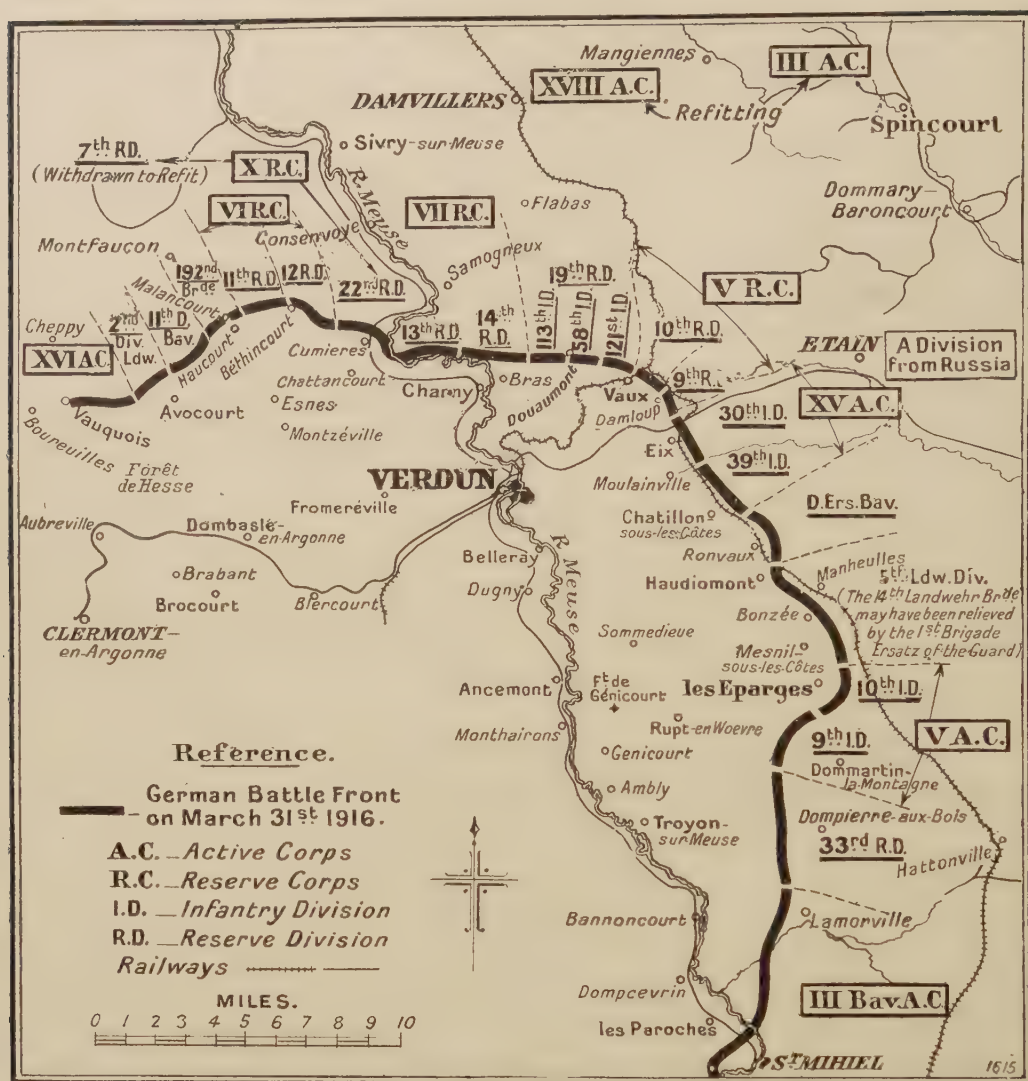 Mangiennes
III A.C.
XVIII A.C.
DAMVILLERS
Refitting
Spincourt
Sivry-sur-Meuse
7th RD.
(Withdrawn to Refit)
X R.C.
R. Meuse
Dommary-
Baroncourt
VI R.C.
VII R.C.
Flabas
Consenvoye
Montfaucon
Samogneux
192nd
Brde
11th R.D.
12 R.D.
22nd R.D.
19th R.D.
V R.C.
Malancourt
Cheppy
2nd
Div.
Ldw.
11th D.
Bav.
13th R.D.
14th
R.D.
113th I.D.
58th I.D.
121st I.D.
10th R.D.
ETAIN
A Division
from Russia
XVI A.C.
Haucourt
Béthincourt
Cumieres
Chattancourt
Charny
Bras
Douaumont
Vaux
9th R.
Damloup
XV A.C.
Vauquois
Avocourt
Esnes
30th I.D.
Boureuilles
Montzéville
Eix
39th I.D.
Forêt
de Hesse
VERDUN
Moulainville
Fromeréville
D.Ers.Bav.
Aubreville
Dombasle-
en-Argonne
Chatillon
sous-les-Côtes
Ronvaux
Belleray
R Meuse
Manheulles
Brabant
Dugny
Haudiomont
5th Ldw. Div.
(The 14th Landwehr Brde
may have been relieved
by the 1st Brigade
Ersatz of the Guard)
Brocourt
Blercourt
Bonzée
CLERMONT-
en-Argonne
Sommedieue
Mesnil-
sous-les-Côtes
Ancemont
Ft de
Génicourt
les Eparges
10th I.D.
Monthairons
Rupt-en-Woevre
V A.C.
Genicourt
9th I.D.
Dommartin-
la-Montagne
Ambly
Troyon-
sur-Meuse
Dompierre-aux-Bois
33rd R.D.
Hattonville
Bannoncourt
Lamorville
Dompcevrin
III Bav. A.C.
les Paroches
ST MIHIEL
Reference.
German Battle Front
on March 31st 1916.
A.C. - Active Corps
R.C. - Reserve Corps
I.D. - Infantry Division
R.D. - Reserve Division
Railways
MILES.
0 1 2 3 4 5 6 7 8 9 10
1615